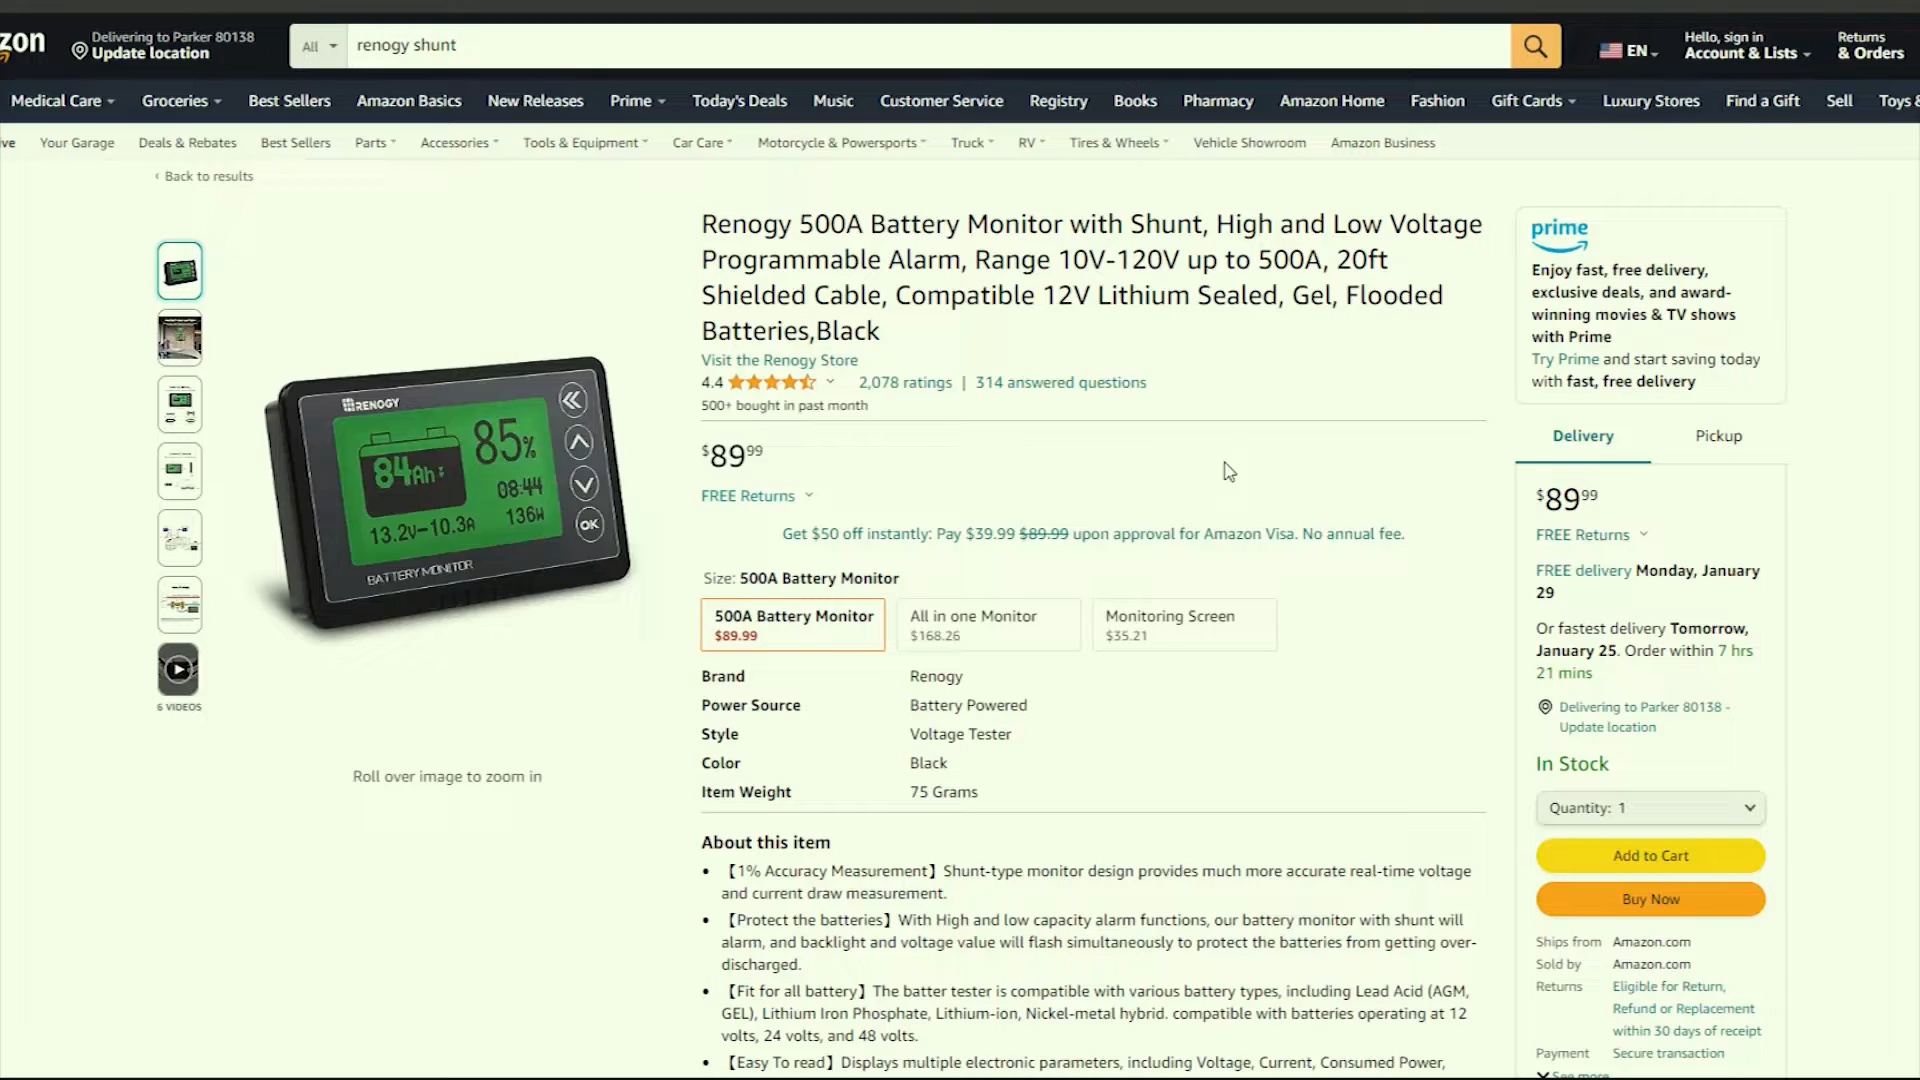 zon
Delivering to Parker 80138
Update location
All
renogy shunt
EN
Hello, sign in
Account & Lists
Returns
& Orders
Medical Care
Groceries
Best Sellers
Amazon Basics
New Releases
Prime
Today's Deals
Music
Customer Service
Registry
Books
Pharmacy
Amazon Home
Fashion
Gift Cards
Luxury Stores
Find a Gift
Sell
Toys &
ive
Your Garage
Deals & Rebates
Best Sellers
Parts
Accessories
Tools & Equipment
Car Care
Motorcycle & Powersports
Truck
RV
Tires & Wheels
Vehicle Showroom
Amazon Business
‹ Back to results
6 VIDEOS
RENOGY
84Ah
85%
08:44
13.2V-10.3A
136W
OK
BATTERY MONITOR
Roll over image to zoom in
Renogy 500A Battery Monitor with Shunt, High and Low Voltage
Programmable Alarm, Range 10V-120V up to 500A, 20ft
Shielded Cable, Compatible 12V Lithium Sealed, Gel, Flooded
Batteries,Black
Visit the Renogy Store
4.4
2,078 ratings | 314 answered questions
500+ bought in past month
$89 99
FREE Returns
Get $50 off instantly: Pay $39.99 $89.99 upon approval for Amazon Visa. No annual fee.
Size: 500A Battery Monitor
500A Battery Monitor
$89.99
All in one Monitor
$168.26
Monitoring Screen
$35.21
Brand Renogy
Power Source Battery Powered
Style Voltage Tester
Color Black
Item Weight 75 Grams
About this item
• 【1% Accuracy Measurement】Shunt-type monitor design provides much more accurate real-time voltage
and current draw measurement.
• 【Protect the batteries】With High and low capacity alarm functions, our battery monitor with shunt will
alarm, and backlight and voltage value will flash simultaneously to protect the batteries from getting over-
discharged.
• 【Fit for all battery】The batter tester is compatible with various battery types, including Lead Acid (AGM,
GEL), Lithium Iron Phosphate, Lithium-ion, Nickel-metal hybrid. compatible with batteries operating at 12
volts, 24 volts, and 48 volts.
• 【Easy To read】Displays multiple electronic parameters, including Voltage, Current, Consumed Power,
prime
Enjoy fast, free delivery,
exclusive deals, and award-
winning movies & TV shows
with Prime
Try Prime and start saving today
with fast, free delivery
Delivery
Pickup
$89 99
FREE Returns
FREE delivery Monday, January
29
Or fastest delivery Tomorrow,
January 25. Order within 7 hrs
21 mins
Delivering to Parker 80138 -
Update location
In Stock
Quantity: 1
Add to Cart
Buy Now
Ships from Amazon.com
Sold by Amazon.com
Returns Eligible for Return,
Refund or Replacement
within 30 days of receipt
Payment Secure transaction
See more